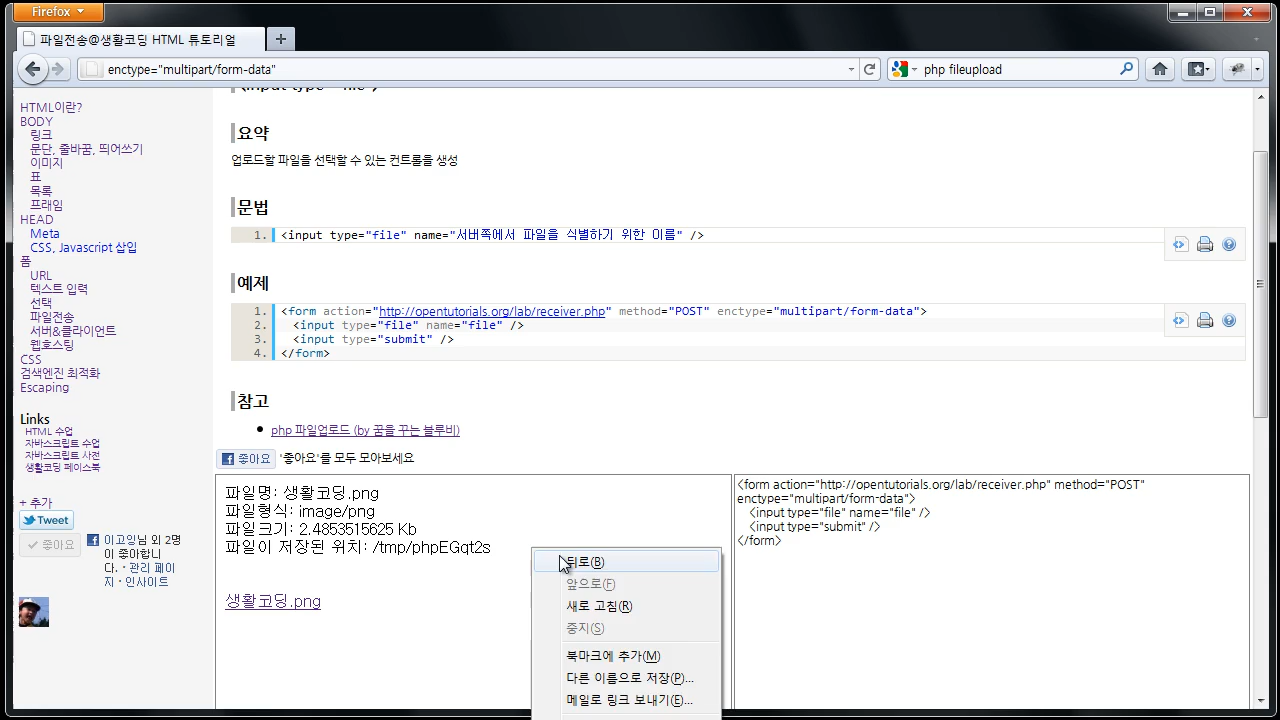 Firefox
파일전송@생활코딩 HTML 튜토리얼
enctype="multipart/form-data"
php fileupload
HTML이란?
BODY
링크
문단, 줄바꿈, 띄어쓰기
이미지
표
목록
프래임
HEAD
Meta
CSS, Javascript 삽입
폼
URL
텍스트 입력
선택
파일전송
서버&클라이언트
웹호스팅
CSS
검색엔진 최적화
Escaping
Links
HTML 수업
자바스크립트 수업
자바스크립트 사전
생활코딩 페이스북
+ 추가
Tweet
좋아요
이고잉님 외 2명
이 좋아합니
다. · 관리 페이
지 · 인사이트
요약
업로드할 파일을 선택할 수 있는 컨트롤을 생성
문법
1. <input type="file" name="서버쪽에서 파일을 식별하기 위한 이름" />
예제
1. <form action="http://opentutorials.org/lab/receiver.php" method="POST" enctype="multipart/form-data">
2. <input type="file" name="file" />
3. <input type="submit" />
4. </form>
참고
php 파일업로드 (by 꿈을 꾸는 블루비)
좋아요 '좋아요'를 모두 모아보세요
파일명: 생활코딩.png
파일형식: image/png
파일크기: 2.4853515625 Kb
파일이 저장된 위치: /tmp/phpEGqt2s
생활코딩.png
뒤로(B)
앞으로(F)
새로 고침(R)
중지(S)
북마크에 추가(M)
다른 이름으로 저장(P)...
메일로 링크 보내기(E)...
<form action="http://opentutorials.org/lab/receiver.php" method="POST"
enctype="multipart/form-data">
<input type="file" name="file" />
<input type="submit" />
</form>